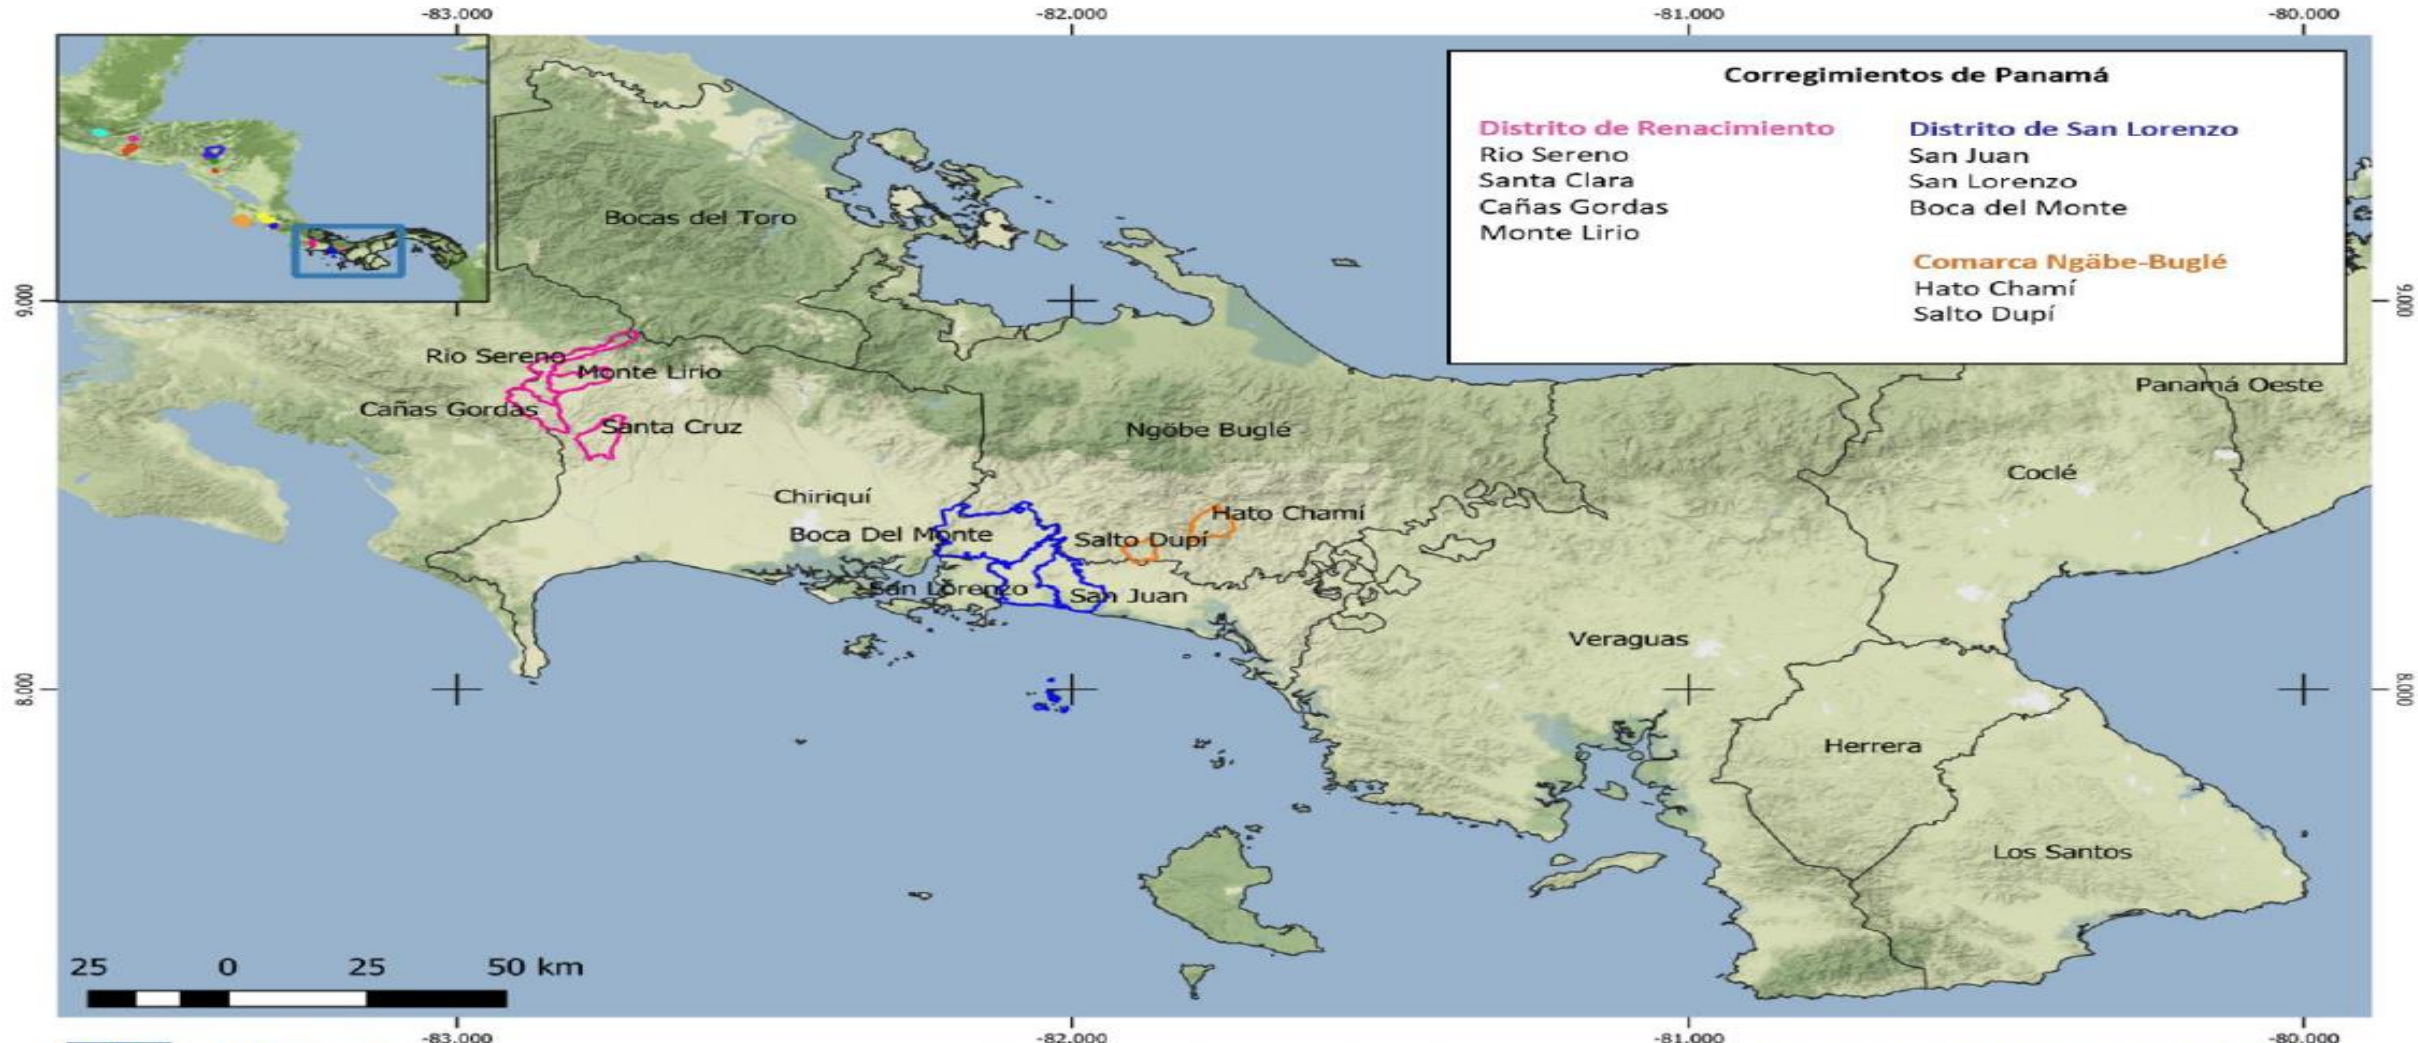 -83.000 -82.000 -81.000 -80.000
Corregimientos de Panamá
Distrito de Renacimiento
Rio Sereno
Santa Clara
Cañas Gordas
Monte Lirio
Distrito de San Lorenzo
San Juan
San Lorenzo
Boca del Monte
Comarca Ngäbe-Buglé
Hato Chamí
Salto Dupí
Bocas del Toro
9.000 9.000
Rio Sereno
Monte Lirio
Panamá Oeste
Cañas Gordas
Santa Cruz
Ngöbe Buglé
Coclé
Chiriquí
Hato Chamí
Boca Del Monte
Salto Dupí
San Lorenzo
San Juan
Veraguas
8.000 8.000
Herrera
Los Santos
25 0 25 50 km
-83.000 -82.000 -81.000 -80.000